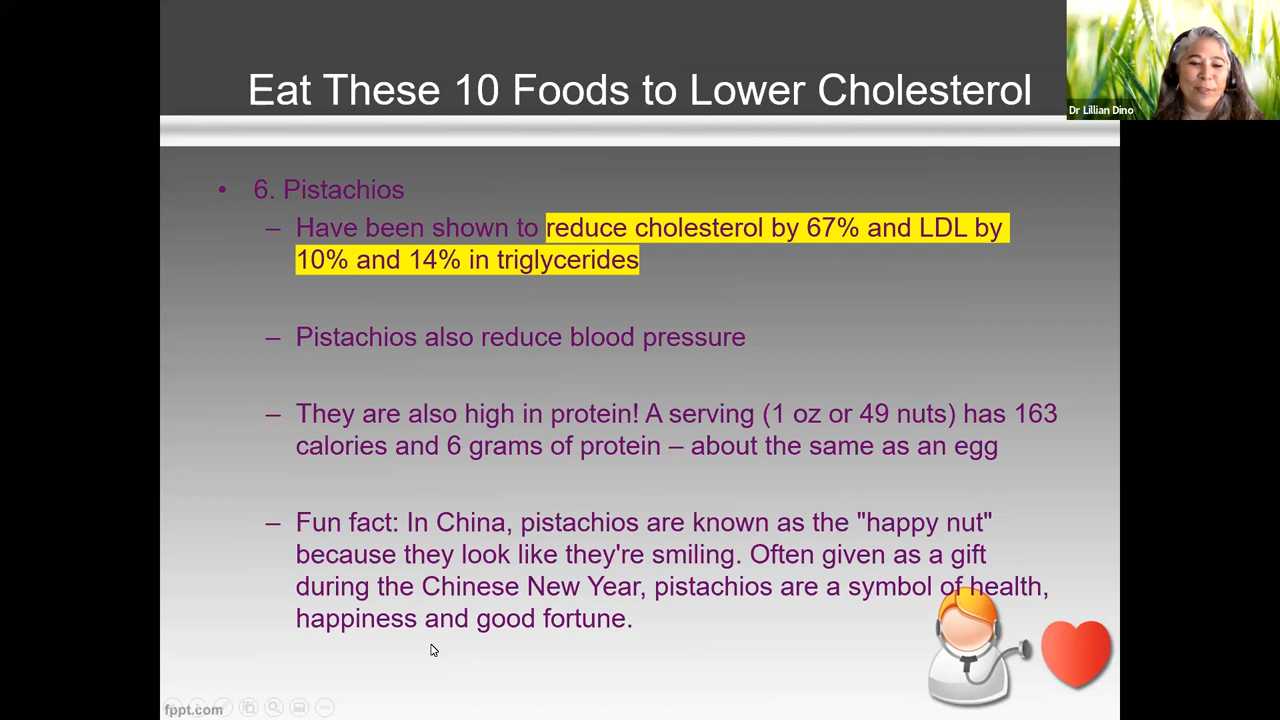 Eat These 10 Foods to Lower Cholesterol
Dr Lillian Dino
• 6. Pistachios
– Have been shown to reduce cholesterol by 67% and LDL by
10% and 14% in triglycerides
– Pistachios also reduce blood pressure
– They are also high in protein! A serving (1 oz or 49 nuts) has 163
calories and 6 grams of protein – about the same as an egg
– Fun fact: In China, pistachios are known as the "happy nut"
because they look like they're smiling. Often given as a gift
during the Chinese New Year, pistachios are a symbol of health,
happiness and good fortune.
fppt.com